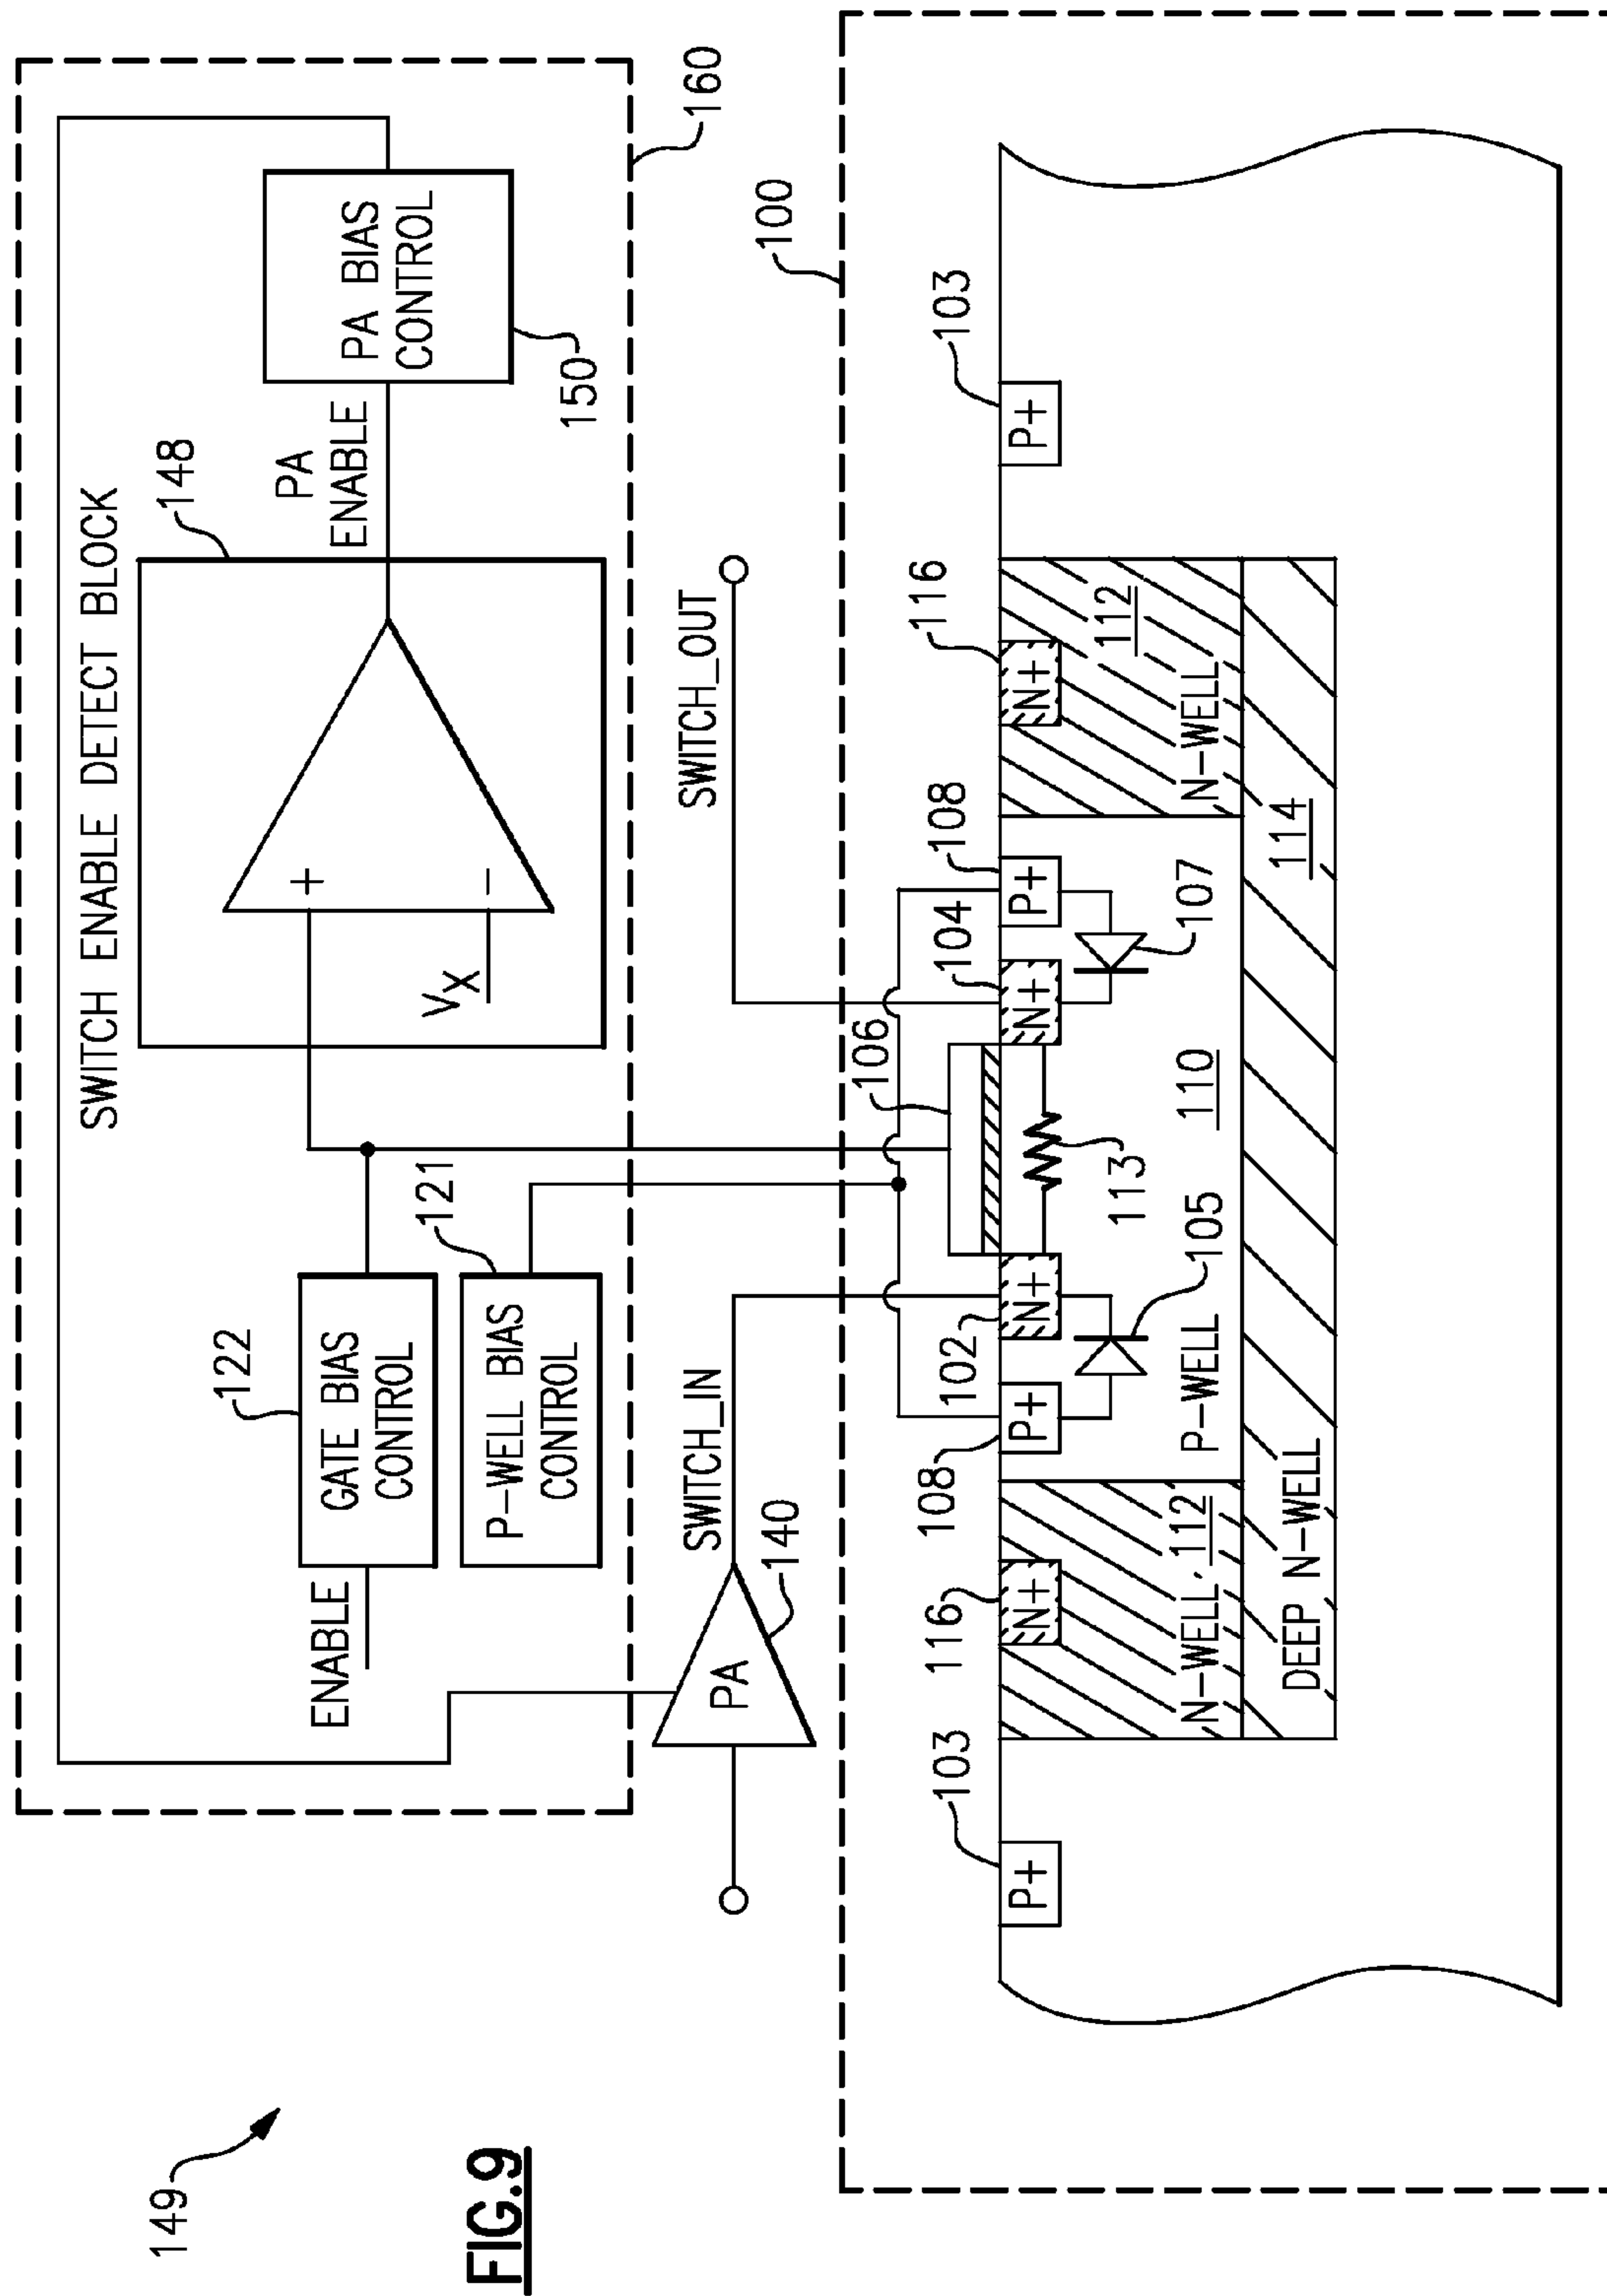 149
FIG.9
SWITCH ENABLE DETECT BLOCK
148
122
GATE BIAS
CONTROL
ENABLE
121
P-WELL BIAS
CONTROL
+
−
VX
PA
ENABLE
PA BIAS
CONTROL
150
160
SWITCH_IN
PA
140
SWITCH_OUT
100
103
P+
116
N+
N-WELL
112
108
P+
102
N+
105
106
113
104
N+
108
P+
107
116
N+
N-WELL
112
103
P+
P-WELL
110
DEEP N-WELL
114